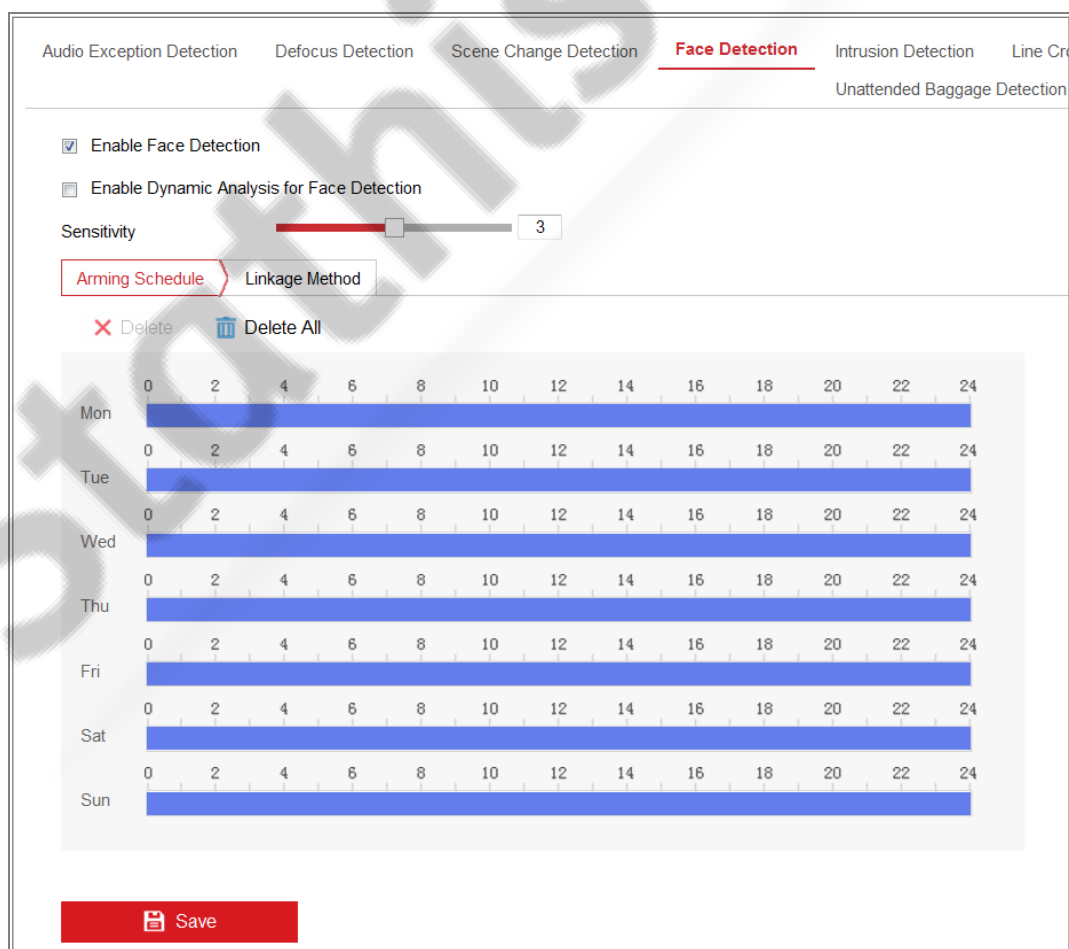 Audio Exception Detection Defocus Detection Scene Change Detection Face Detection Intrusion Detection Line Cro
Unattended Baggage Detection
Enable Face Detection
Enable Dynamic Analysis for Face Detection
Sensitivity 3
Arming Schedule Linkage Method
Delete Delete All
0 2 4 6 8 10 12 14 16 18 20 22 24
Mon
0 2 4 6 8 10 12 14 16 18 20 22 24
Tue
0 2 4 6 8 10 12 14 16 18 20 22 24
Wed
0 2 4 6 8 10 12 14 16 18 20 22 24
Thu
0 2 4 6 8 10 12 14 16 18 20 22 24
Fri
0 2 4 6 8 10 12 14 16 18 20 22 24
Sat
0 2 4 6 8 10 12 14 16 18 20 22 24
Sun
Save
stathis